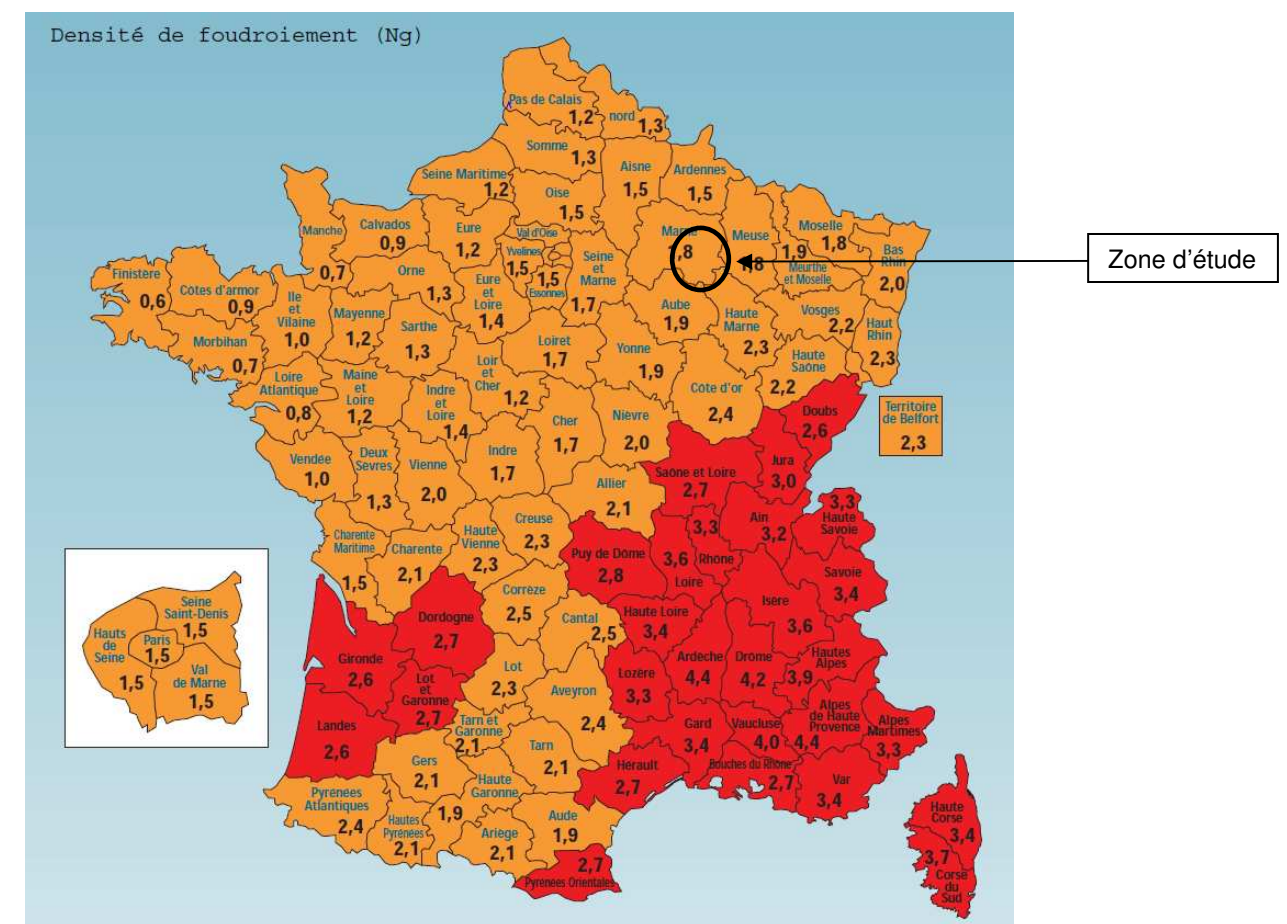 Densité de foudroiement (Ng)
Pas de Calais
1,2
nord
1,3
Somme
1,3
Aisne
1,5
Ardennes
1,5
Seine Maritime
1,2
Oise
1,5
Manche
0,7
Calvados
0,9
Eure
1,2
Val d'Oise
Yvelines
1,5
1,5
Essonnes
Seine
et
Marne
1,7
,8
Meuse
1,8
Moselle
1,8
1,9
Meurthe
et Moselle
Bas
Rhin
2,0
Zone d'étude
Finistère
0,6
Côtes d'armor
0,9
Ile
et
Vilaine
1,0
Orne
1,3
Eure
et
Loire
1,4
Mayenne
1,2
Sarthe
1,3
Morbihan
0,7
Aube
1,9
Haute
Marne
2,3
Vosges
2,2
Haut
Rhin
2,3
Loiret
1,7
Yonne
1,9
Loire
Atlantique
0,8
Maine
et
Loire
1,2
Indre
et
Loire
1,4
Loir
et
Cher
1,2
Cher
1,7
Nièvre
2,0
Côte d'or
2,4
Haute
Saône
2,2
Doubs
2,6
Territoire
de Belfort
2,3
Vendée
1,0
Deux
Sevres
1,3
Vienne
2,0
Indre
1,7
Allier
2,1
Saône et Loire
2,7
Jura
3,0
Charente
Maritime
1,5
Charente
2,1
Haute
Vienne
2,3
Creuse
2,3
Puy de Dôme
2,8
3,6
Loire
3,3
Rhône
Ain
3,2
3,3
Haute
Savoie
Savoie
3,4
Seine
Saint-Denis
1,5
Hauts
de
Seine
1,5
Paris
1,5
Val
de Marne
1,5
Gironde
2,6
Dordogne
2,7
Corrèze
2,5
Cantal
2,5
Haute Loire
3,4
Isère
3,6
Landes
2,6
Lot
et
Garonne
2,7
Lot
2,3
Aveyron
2,4
Lozère
3,3
Ardèche
4,4
Drome
4,2
Hautes
Alpes
3,9
Tarn et
Garonne
2,1
Tarn
2,1
Gard
3,4
Vaucluse
4,0
Alpes
de Haute
Provence
4,4
Alpes
Martimes
3,3
Gers
2,1
Haute
Garonne
1,9
Hérault
2,7
Bouches du Rhône
2,7
Var
3,4
Pyrénées
Atlantiques
2,4
Hautes
Pyrénées
2,1
Ariege
2,1
Aude
1,9
2,7
Pyrenées Orientales
Haute
Corse
3,4
3,7
Corse
du
Sud